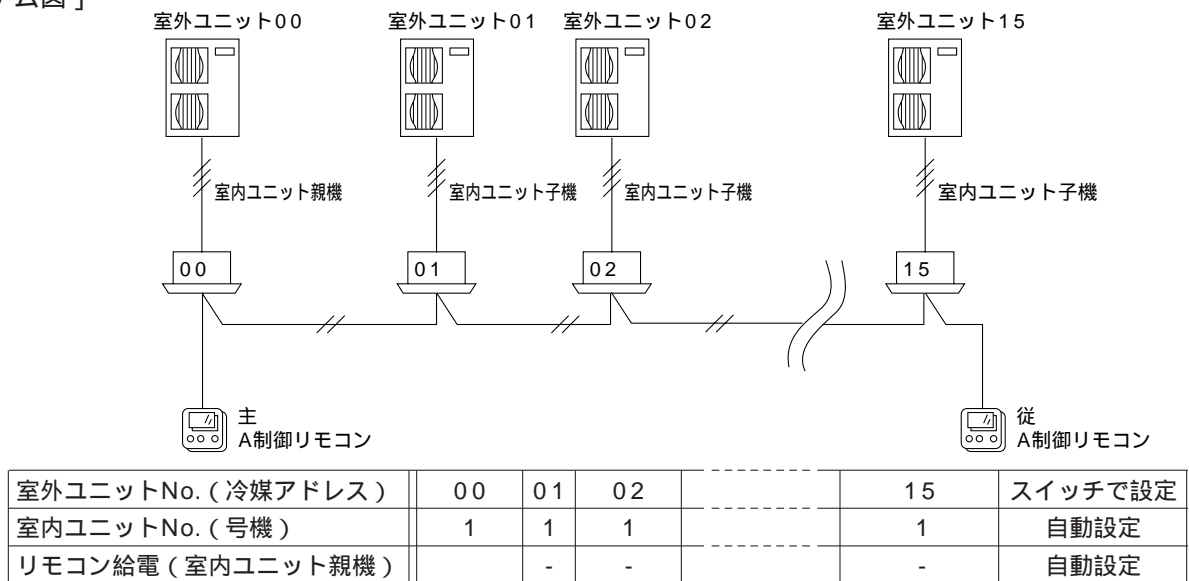 ム図］
室外ユニット00 室外ユニット01 室外ユニット02 室外ユニット15
室内ユニット親機 室内ユニット子機 室内ユニット子機 室内ユニット子機
00 01 02 15
主 従
A制御リモコン A制御リモコン
室外ユニットNo.（冷媒アドレス） 00 01 02 15 スイッチで設定
室内ユニットNo.（号機） 1 1 1 1 自動設定
リモコン給電（室内ユニット親機） - - - 自動設定